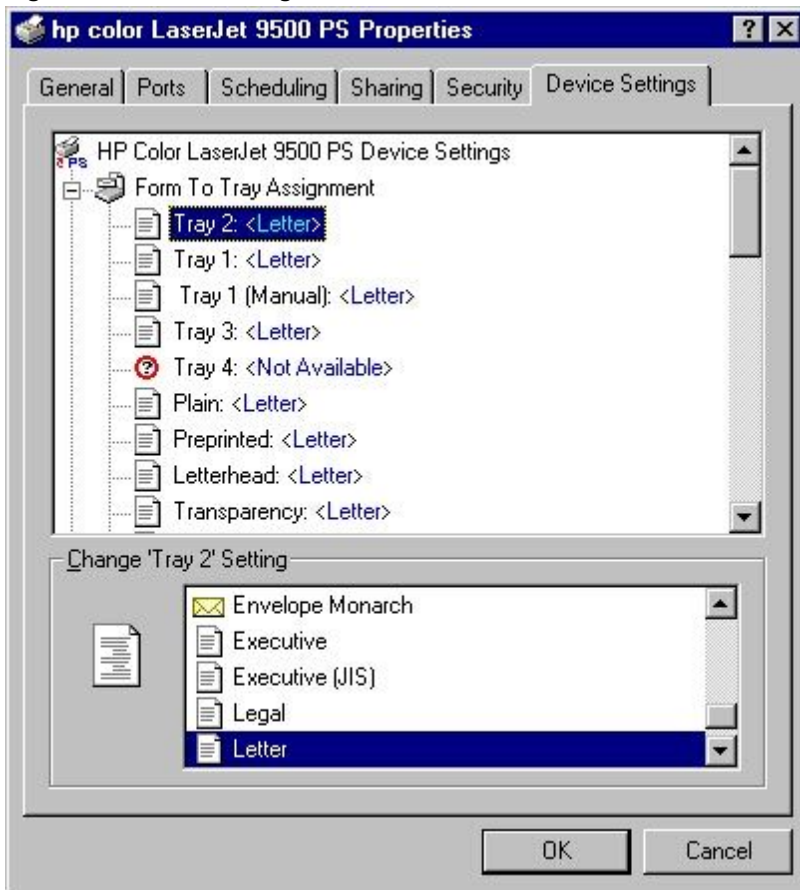 hp color LaserJet 9500 PS Properties
General Ports Scheduling Sharing Security Device Settings
PS HP Color LaserJet 9500 PS Device Settings
Form To Tray Assignment
Tray 2: <Letter>
Tray 1: <Letter>
Tray 1 (Manual): <Letter>
Tray 3: <Letter>
Tray 4: <Not Available>
Plain: <Letter>
Preprinted: <Letter>
Letterhead: <Letter>
Transparency: <Letter>
Change 'Tray 2' Setting
Envelope Monarch
Executive
Executive (JIS)
Legal
Letter
OK Cancel